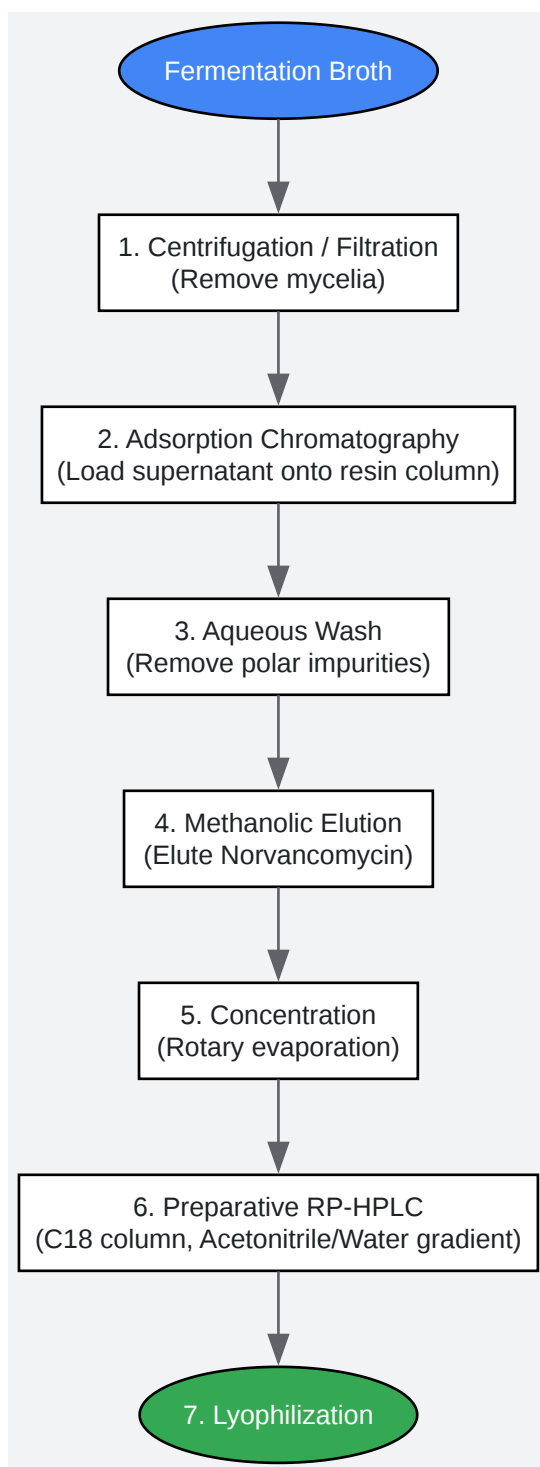 Fermentation Broth
1. Centrifugation / Filtration
(Remove mycelia)
2. Adsorption Chromatography
(Load supernatant onto resin column)
3. Aqueous Wash
(Remove polar impurities)
4. Methanolic Elution
(Elute Norvancomycin)
5. Concentration
(Rotary evaporation)
6. Preparative RP-HPLC
(C18 column, Acetonitrile/Water gradient)
7. Lyophilization